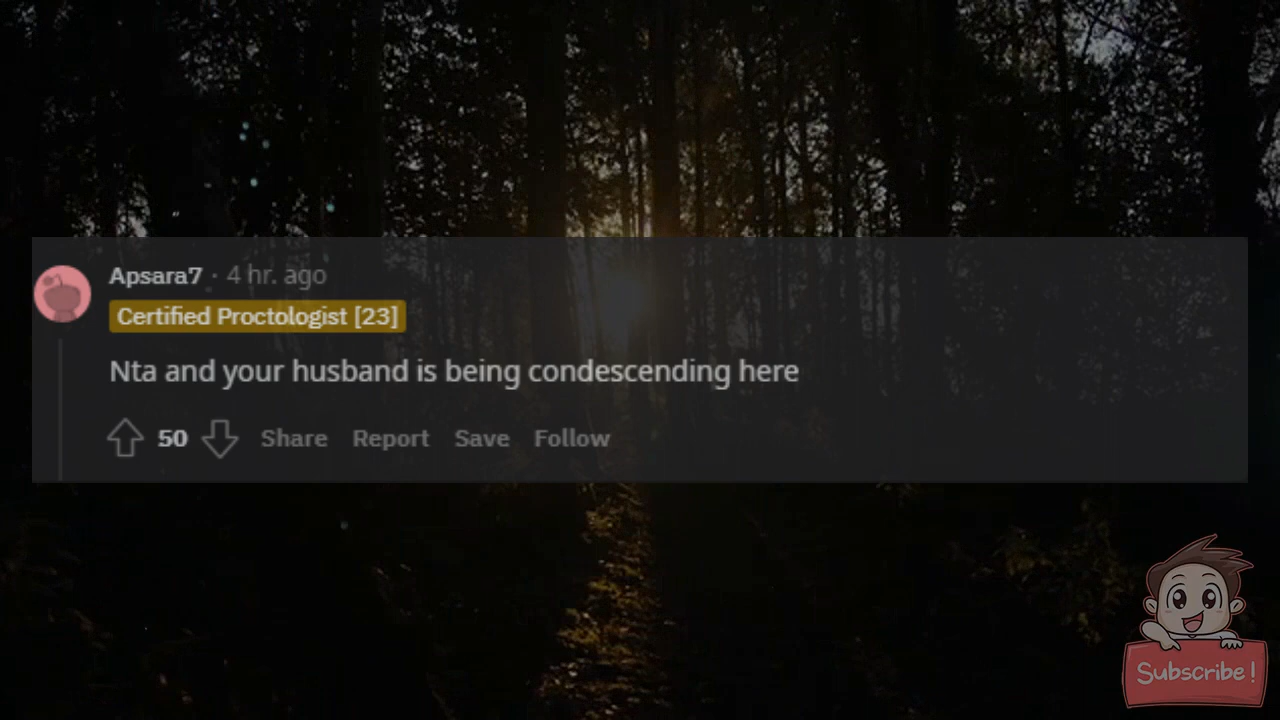 Apsara7 · 4 hr. ago
Certified Proctologist [23]
Nta and your husband is being condescending here
50 Share Report Save Follow
Subscribe!